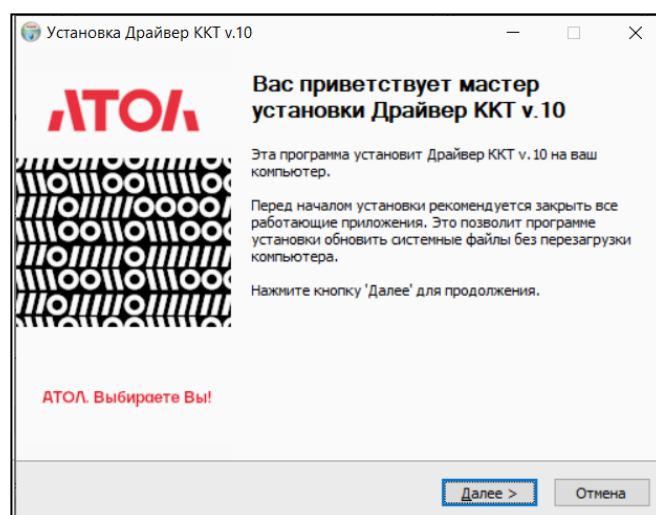 Установка Драйвер ККТ v.10
АТОЛ
Вас приветствует мастер
установки Драйвер ККТ v.10
Эта программа установит Драйвер ККТ v.10 на ваш
компьютер.
Перед началом установки рекомендуется закрыть все
работающие приложения. Это позволит программе
установки обновить системные файлы без перезагрузки
компьютера.
Нажмите кнопку 'Далее' для продолжения.
АТОЛ. Выбираете Вы!
Далее >
Отмена